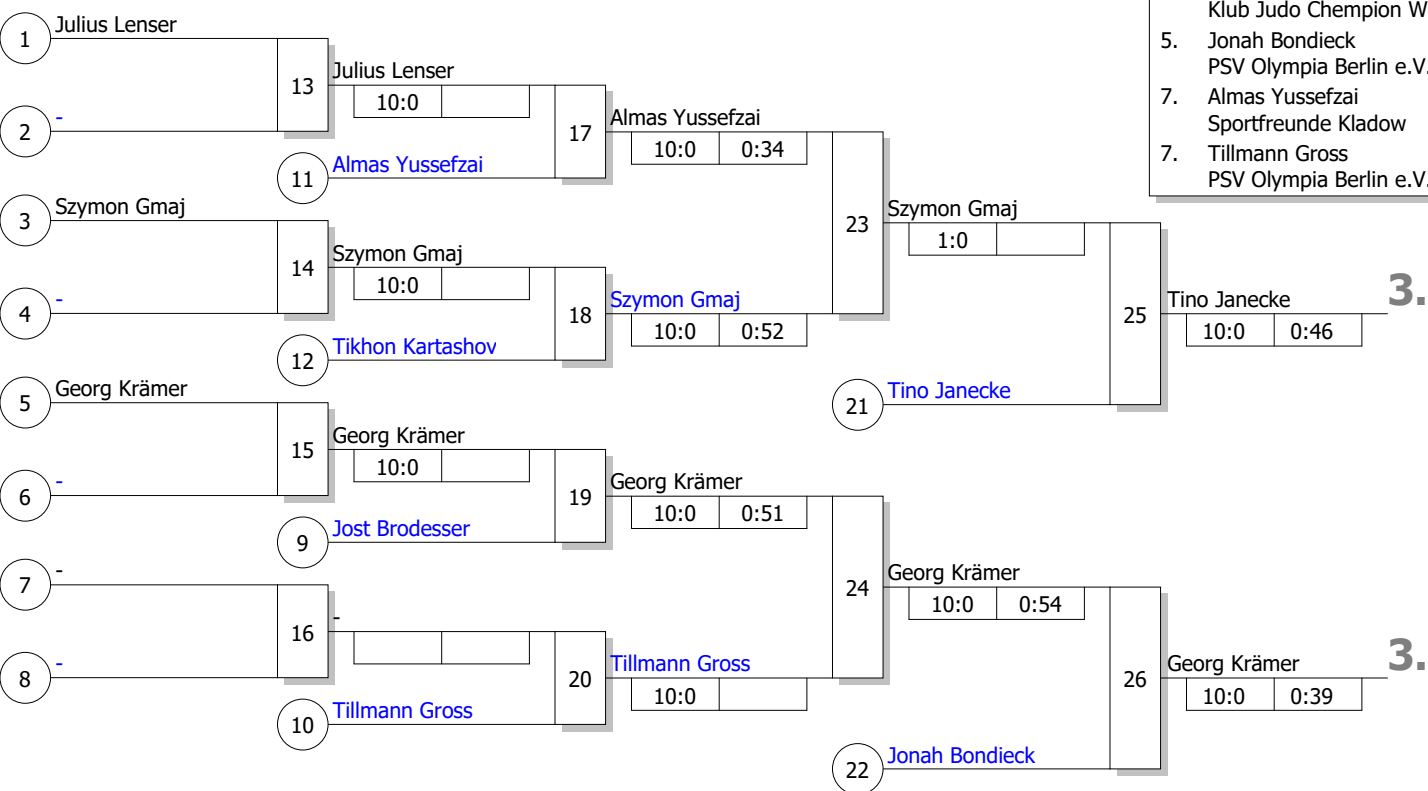 Klub Judo Chempion W
5. Jonah Bondieck
PSV Olympia Berlin e.V.
7. Almas Yussefzai
Sportfreunde Kladow
7. Tillmann Gross
PSV Olympia Berlin e.V.
1 Julius Lenser
2 -
13 Julius Lenser
10:0
11 Almas Yussefzai
17 Almas Yussefzai
10:0 0:34
3 Szymon Gmaj
4 -
14 Szymon Gmaj
10:0
12 Tikhon Kartashov
18 Szymon Gmaj
10:0 0:52
23 Szymon Gmaj
1:0
21 Tino Janecke
25 Tino Janecke
10:0 0:46
3.
5 Georg Krämer
6 -
15 Georg Krämer
10:0
9 Jost Brodesser
19 Georg Krämer
10:0 0:51
7 -
8 -
16 -
10 Tillmann Gross
20 Tillmann Gross
10:0
24 Georg Krämer
10:0 0:54
22 Jonah Bondieck
26 Georg Krämer
10:0 0:39
3.